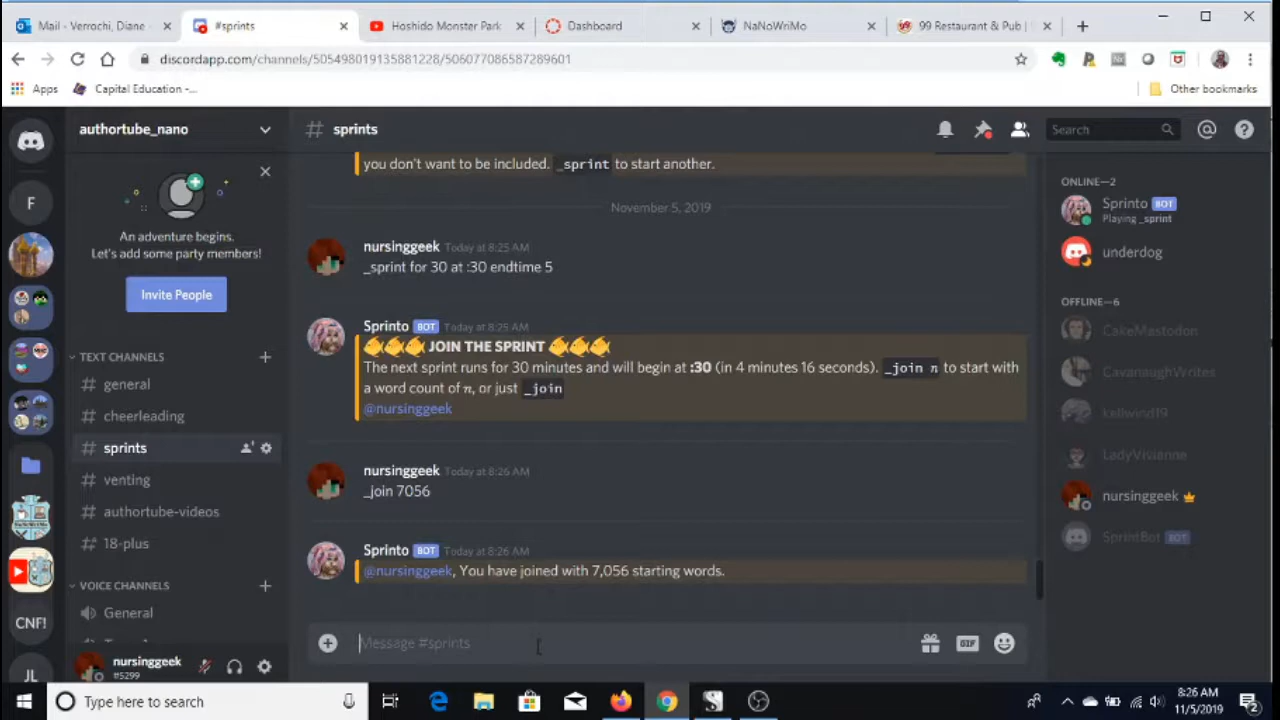 Mail - Verrochi, Diane -
#sprints
Hoshido Monster Park
Dashboard
NaNoWriMo
99 Restaurant & Pub |
discordapp.com/channels/505498019135881228/506077086587289601
Apps
Capital Education -...
Other bookmarks
authortube_nano
An adventure begins.
Let's add some party members!
Invite People
TEXT CHANNELS
# general
# cheerleading
# sprints
# venting
# authortube-videos
# 18-plus
VOICE CHANNELS
General
nursinggeek
#5299
F
CNF!
JL
# sprints
Search
you don't want to be included. _sprint to start another.
November 5, 2019
nursinggeek Today at 8:25 AM
_sprint for 30 at :30 endtime 5
Sprinto BOT Today at 8:25 AM
JOIN THE SPRINT
The next sprint runs for 30 minutes and will begin at :30 (in 4 minutes 16 seconds). _join n to start with
a word count of n, or just _join
@nursinggeek
nursinggeek Today at 8:26 AM
_join 7056
Sprinto BOT Today at 8:26 AM
@nursinggeek, You have joined with 7,056 starting words.
Message #sprints
GIF
ONLINE—2
Sprinto BOT
Playing _sprint
underdog
OFFLINE—6
CakeMastodon
CavanaughWrites
kellwind19
LadyVivianne
nursinggeek
SprintBot BOT
Type here to search
8:26 AM
11/5/2019
2